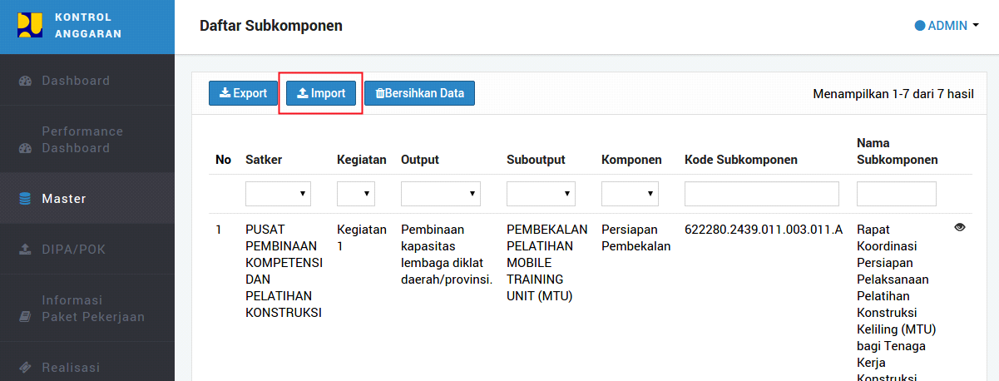 KONTROL
ANGGARAN
Daftar Subkomponen
ADMIN
Dashboard
Performance
Dashboard
Master
DIPA/POK
Informasi
Paket Pekerjaan
Realisasi
Export
Import
Bersihkan Data
Menampilkan 1-7 dari 7 hasil
No
Satker
Kegiatan
Output
Suboutput
Komponen
Kode Subkomponen
Nama
Subkomponen
1
PUSAT
PEMBINAAN
KOMPETENSI
DAN
PELATIHAN
KONSTRUKSI
Kegiatan
1
Pembinaan
kapasitas
lembaga diklat
daerah/provinsi.
PEMBEKALAN
PELATIHAN
MOBILE
TRAINING
UNIT (MTU)
Persiapan
Pembekalan
622280.2439.011.003.011.A
Rapat
Koordinasi
Persiapan
Pelaksanaan
Pelatihan
Konstruksi
Keliling (MTU)
bagi Tenaga
Kerja
Konstruksi